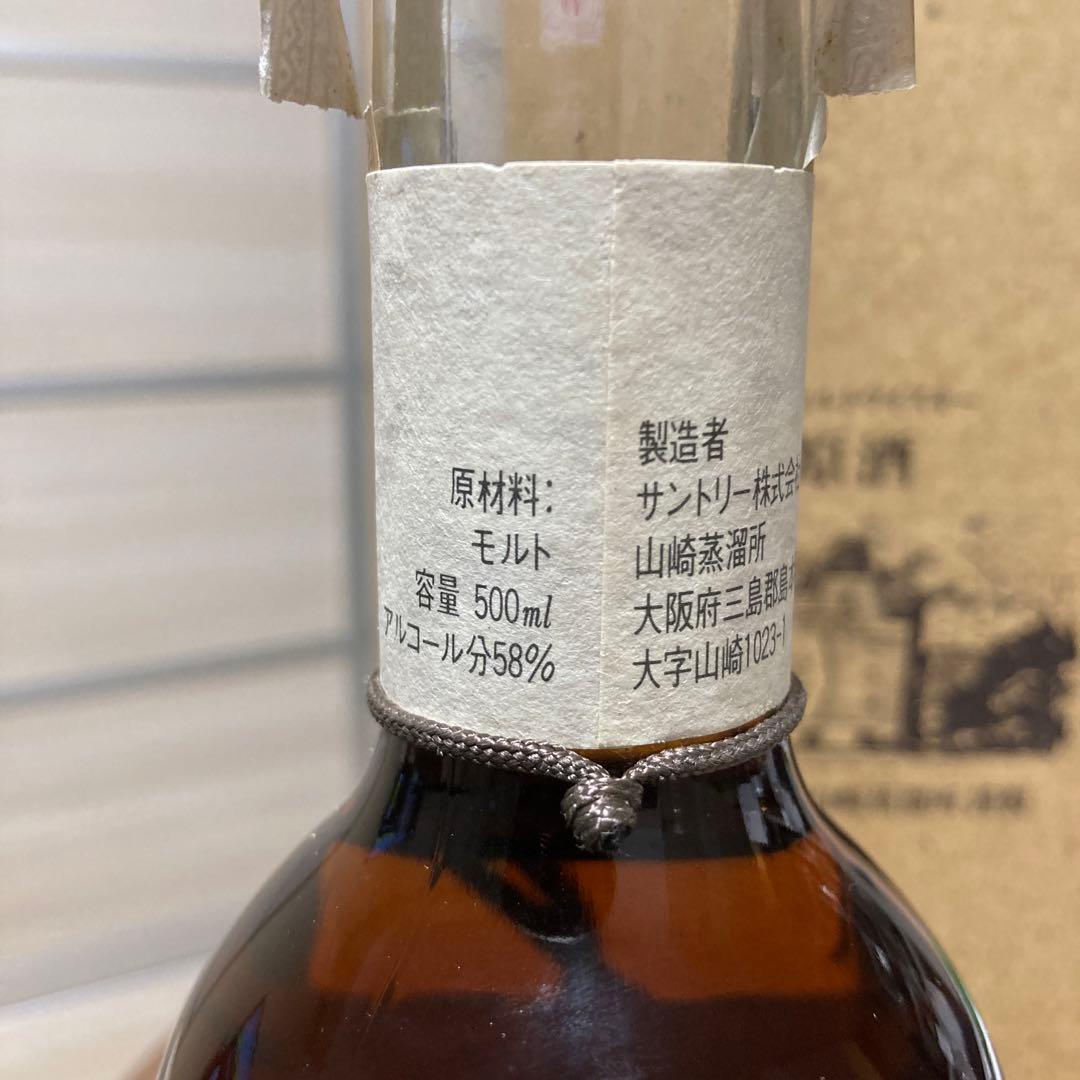 原材料:
モルト
容量 500ml
アルコール分58%
製造者
サントリー株式会
山崎蒸溜所
大阪府三島郡島
大字山崎1023-1
原酒